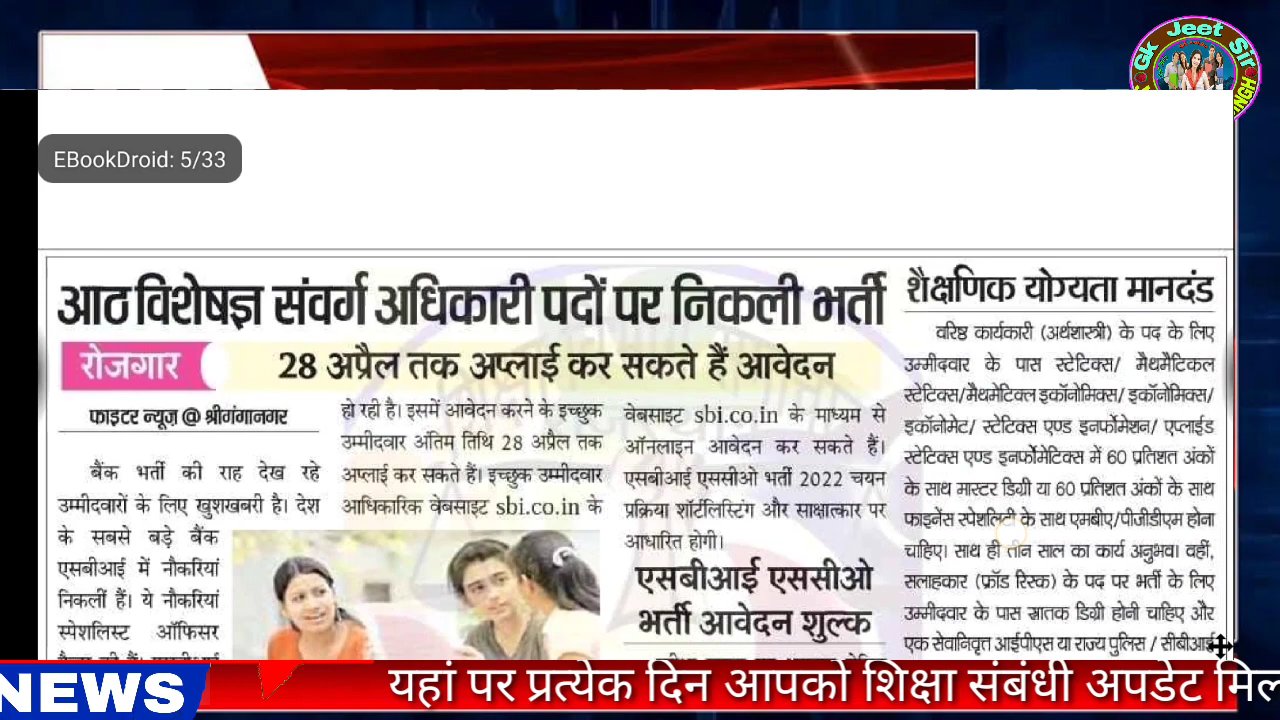 Gk Jeet Sir
SINGH
EBookDroid: 5/33
आठ विशेषज्ञ संवर्ग अधिकारी पदों पर निकली भर्ती
रोजगार
28 अप्रैल तक अप्लाई कर सकते हैं आवेदन
फाइटर न्यूज़ @ श्रीगंगानगर
बैंक भर्ती की राह देख रहे
उम्मीदवारों के लिए खुशखबरी है। देश
के सबसे बड़े बैंक
एसबीआई में नौकरियां
निकलीं हैं। ये नौकरियां
स्पेशलिस्ट ऑफिसर
हो रही है। इसमें आवेदन करने के इच्छुक
उम्मीदवार अंतिम तिथि 28 अप्रैल तक
अप्लाई कर सकते हैं। इच्छुक उम्मीदवार
आधिकारिक वेबसाइट sbi.co.in के
वेबसाइट sbi.co.in के माध्यम से
ऑनलाइन आवेदन कर सकते हैं।
एसबीआई एससीओ भर्ती 2022 चयन
प्रक्रिया शॉर्टलिस्टिंग और साक्षात्कार पर
आधारित होगी।
एसबीआई एससीओ
भर्ती आवेदन शुल्क
शैक्षणिक योग्यता मानदंड
वरिष्ठ कार्यकारी (अर्थशास्त्री) के पद के लिए
उम्मीदवार के पास स्टेटिक्स/ मैथमैटिकल
स्टेटिक्स/मैथमेटिक्ल इकॉनोमिक्स/ इकॉनोमिक्स/
इकॉनोमेट/ स्टेटिक्स एण्ड इनर्फोमेशन/ एप्लाईड
स्टेटिक्स एण्ड इनर्फोमेटिक्स में 60 प्रतिशत अंकों
के साथ मास्टर डिग्री या 60 प्रतिशत अंकों के साथ
फाइनेंस स्पेशलिटी के साथ एमबीए/पीजीडीएम होना
चाहिए। साथ ही तीन साल का कार्य अनुभव। वहीं,
सलाहकार (फ्रॉड रिस्क) के पद पर भर्ती के लिए
उम्मीदवार के पास स्नातक डिग्री होनी चाहिए और
एक सेवानिवृत्त आईपीएस या राज्य पुलिस / सीबीआई
NEWS
यहां पर प्रत्येक दिन आपको शिक्षा संबंधी अपडेट मिल